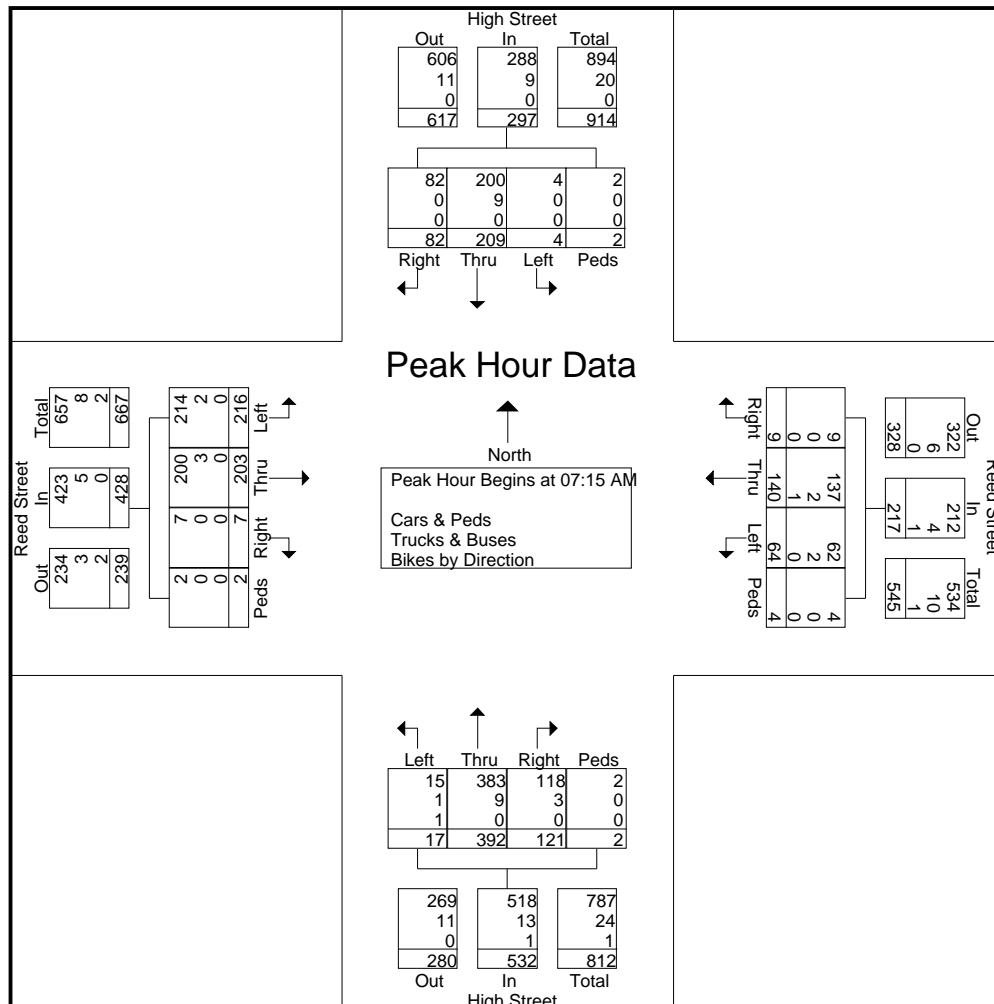 High Street
Out In Total
606 288 894
11 9 20
0 0 0
617 297 914
82 200 4 2
0 9 0 0
0 0 0 0
82 209 4 2
Right Thru Left Peds
Peak Hour Data
North
Peak Hour Begins at 07:15 AM
Cars & Peds
Trucks & Buses
Bikes by Direction
Reed Street
Out In Total
234 423 657
3 5 8
2 0 2
239 428 667
Peds Right Thru Left
2 7 200 214
0 0 3 2
0 0 0 0
2 7 203 216
Reed Street
Out In Total
322 212 534
6 4 10
0 1 1
328 217 545
9 137 62 4
0 2 2 0
0 1 0 0
9 140 64 4
Right Thru Left Peds
Left Thru Right Peds
15 383 118 2
1 9 3 0
1 0 0 0
17 392 121 2
269 518 787
11 13 24
0 1 1
280 532 812
Out In Total
High Street